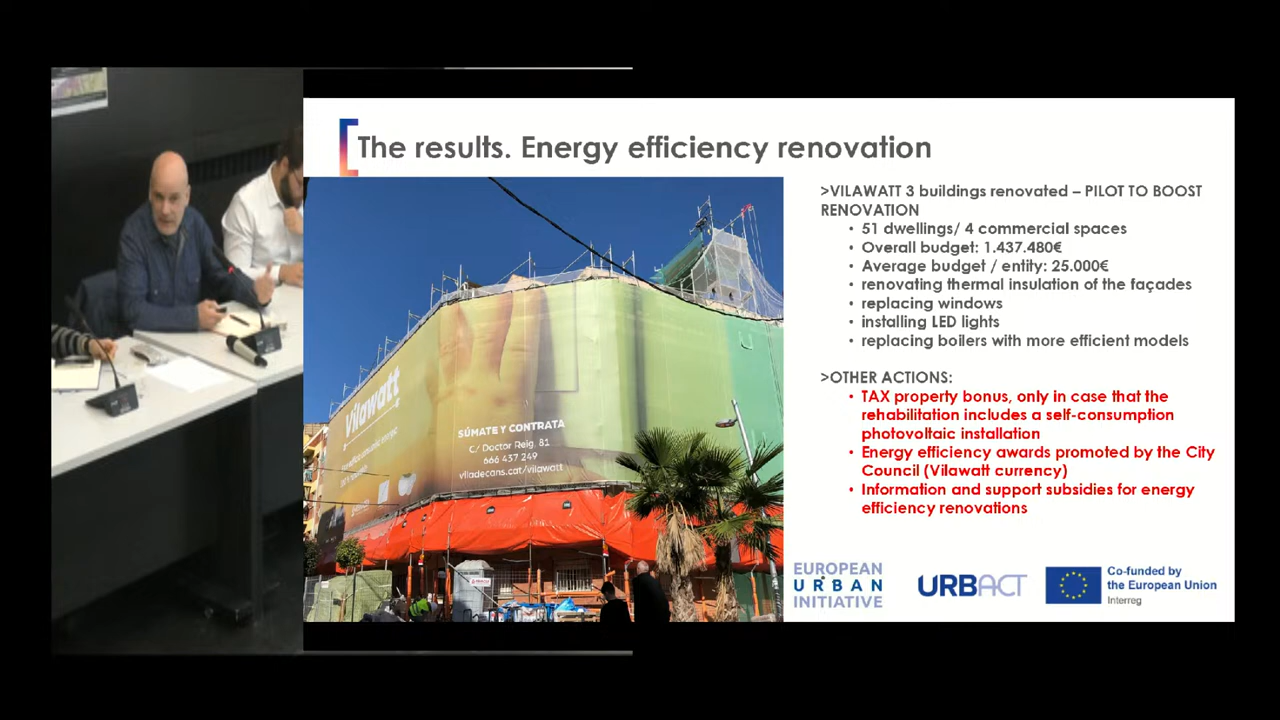 The results. Energy efficiency renovation
>VILAWATT 3 buildings renovated – PILOT TO BOOST
RENOVATION
• 51 dwellings/ 4 commercial spaces
• Overall budget: 1.437.480€
• Average budget / entity: 25.000€
• renovating thermal insulation of the façades
• replacing windows
• installing LED lights
• replacing boilers with more efficient models
>OTHER ACTIONS:
• TAX property bonus, only in case that the
rehabilitation includes a self-consumption
photovoltaic installation
• Energy efficiency awards promoted by the City
Council (Vilawatt currency)
• Information and support subsidies for energy
efficiency renovations
Vilawatt
SÚMATE Y CONTRATA
C/ Doctor Reig, 81
666 437 249
viladecans.cat/vilawatt
EUROPEAN
URBAN
INITIATIVE
URBACT
Co-funded by
the European Union
Interreg